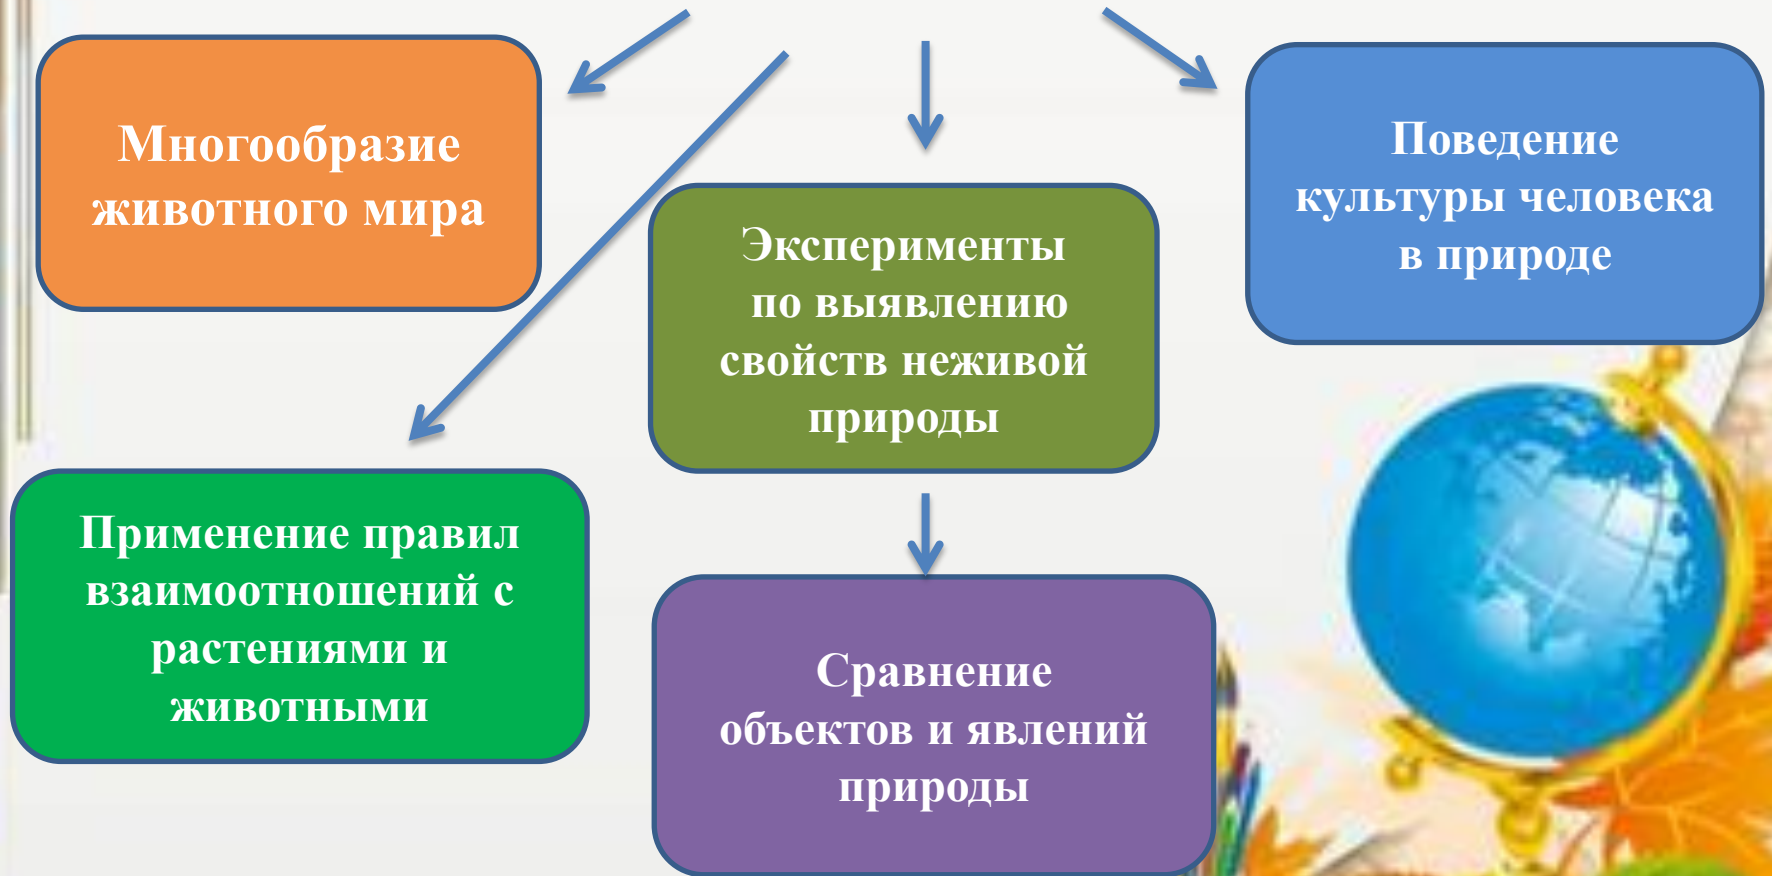 Многообразие
животного мира
Поведение
культуры человека
в природе
Эксперименты
по выявлению
свойств неживой
природы
Применение правил
взаимоотношений с
растениями и
животными
Сравнение
объектов и явлений
природы